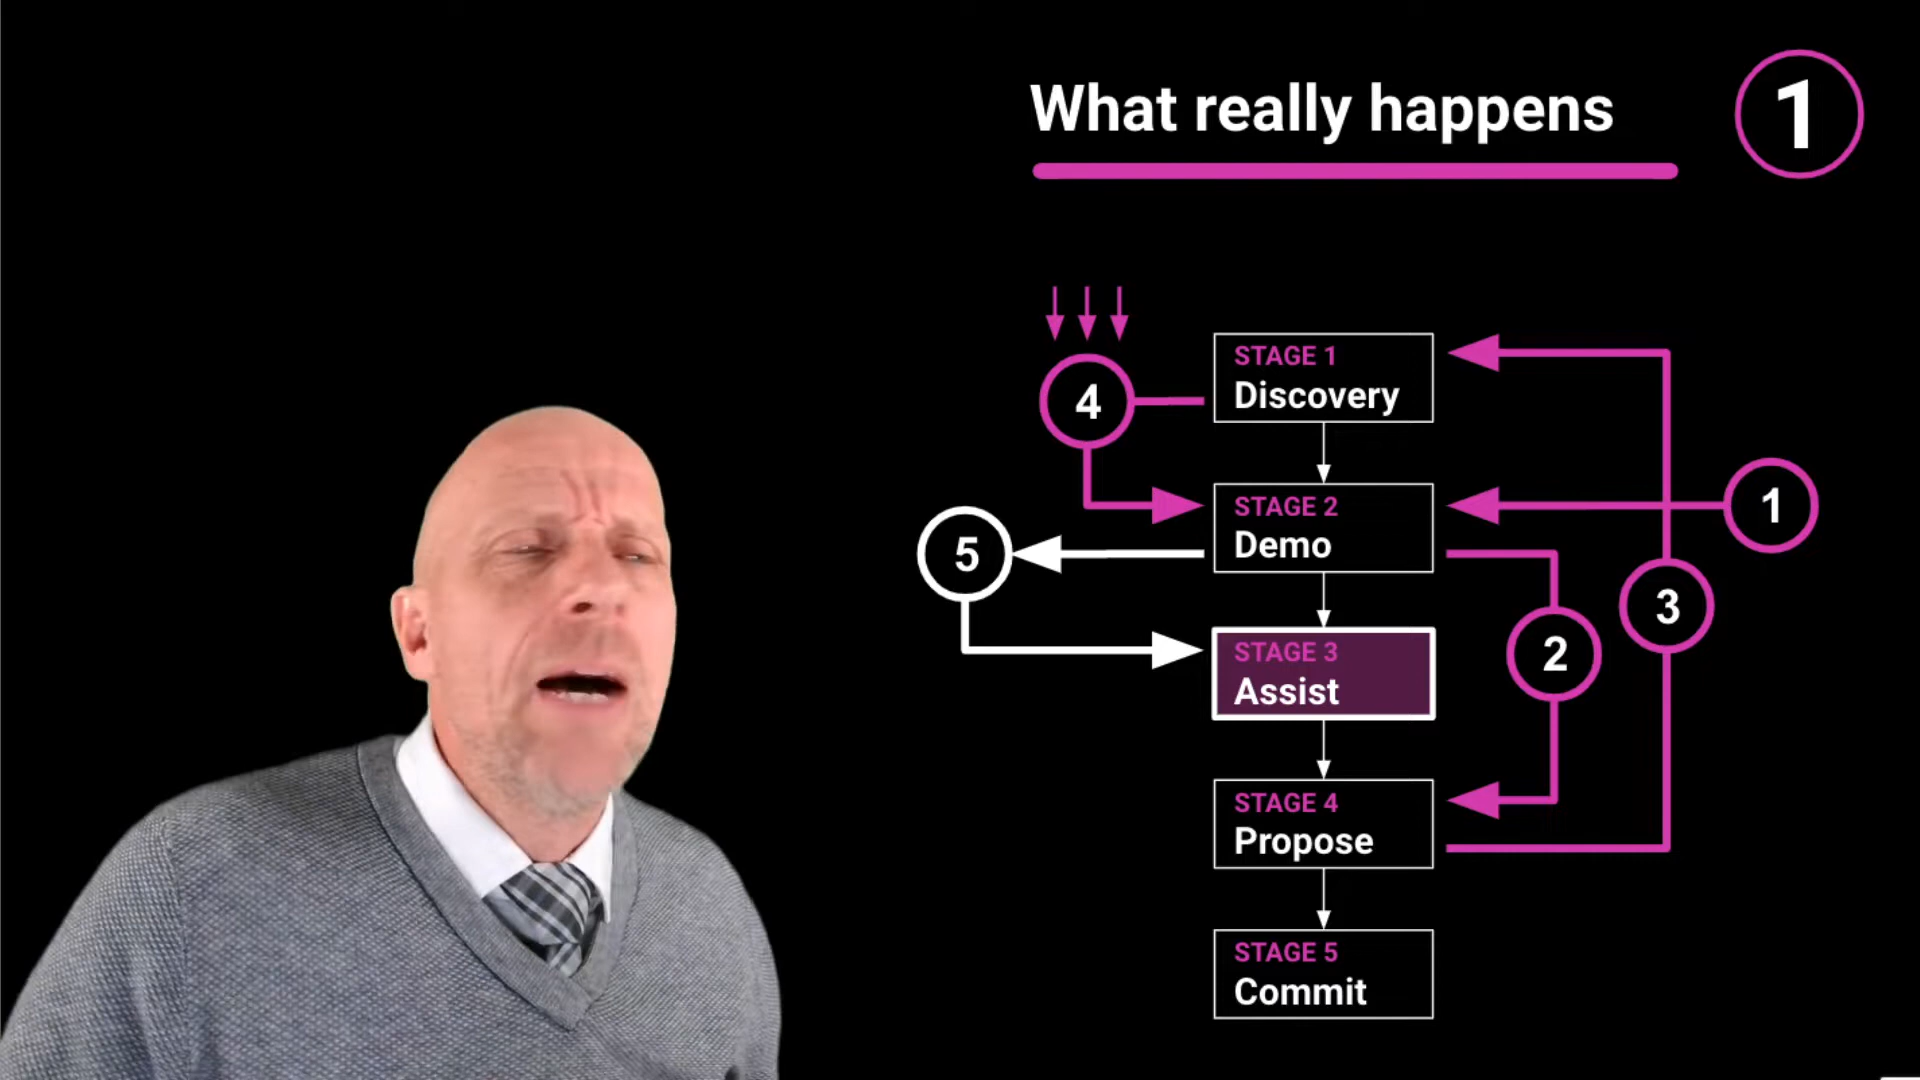 What really happens
1
STAGE 1
Discovery
4
STAGE 2
Demo
1
5
3
STAGE 3
Assist
2
STAGE 4
Propose
STAGE 5
Commit